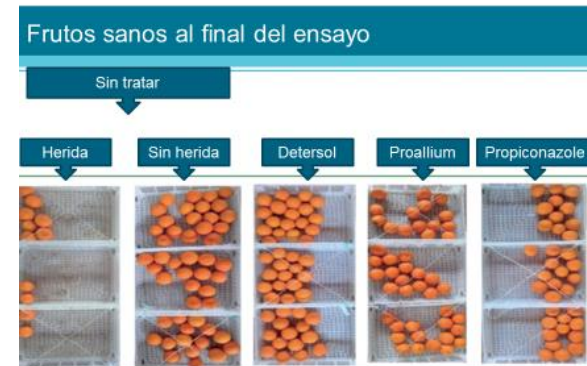 Frutos sanos al final del ensayo
Sin tratar
Herida
Sin herida
Detersol
Proallium
Propiconazole